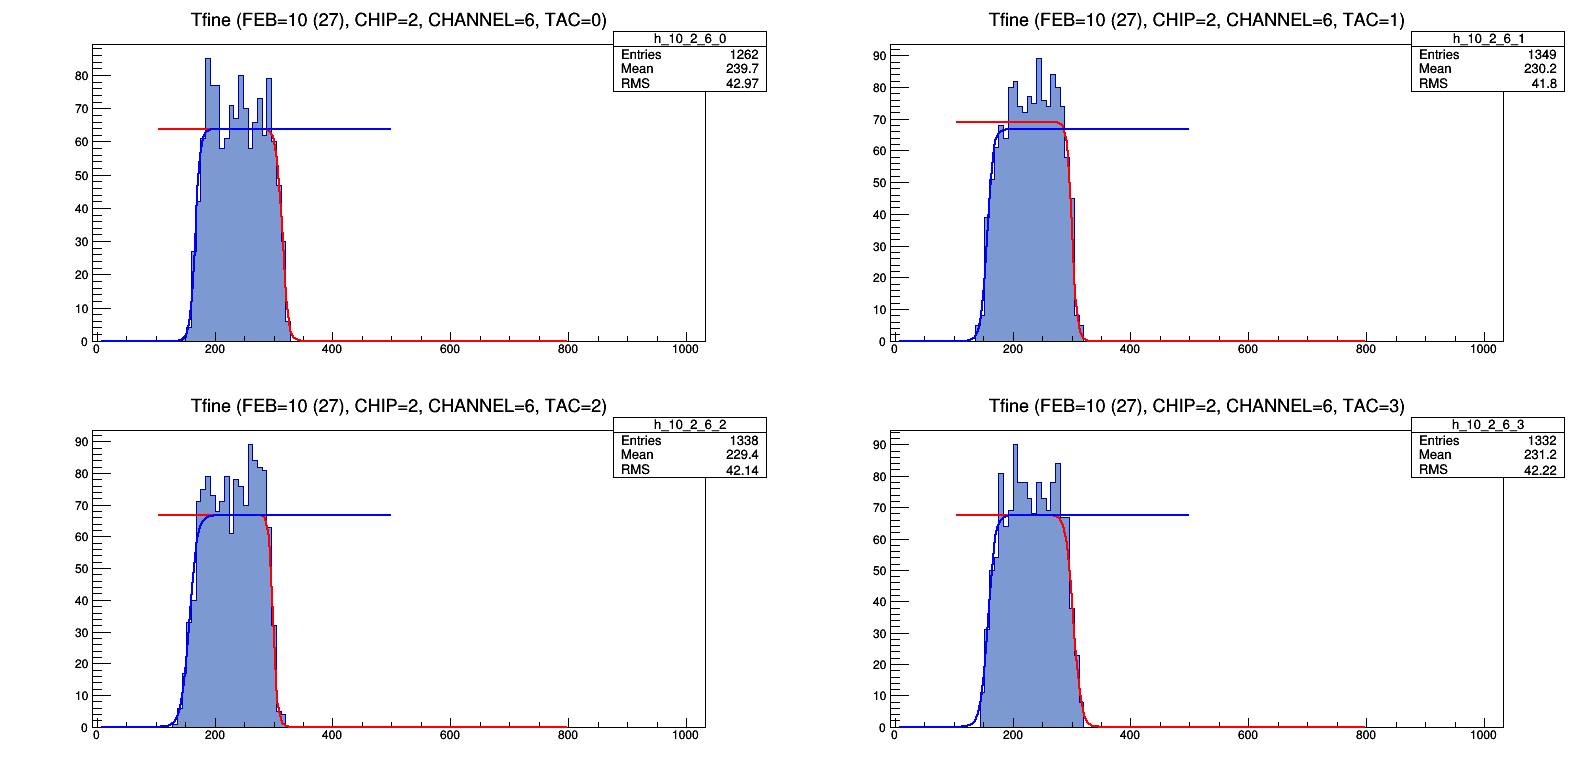 Tfine (FEB=10 (27), CHIP=2, CHANNEL=6, TAC=0)
h_10_2_6_0
Entries 1262
Mean 239.7
RMS 42.97
80
70
60
50
40
30
20
10
0
0 200 400 600 800 1000
Tfine (FEB=10 (27), CHIP=2, CHANNEL=6, TAC=1)
h_10_2_6_1
Entries 1349
Mean 230.2
RMS 41.8
90
80
70
60
50
40
30
20
10
0
0 200 400 600 800 1000
Tfine (FEB=10 (27), CHIP=2, CHANNEL=6, TAC=2)
h_10_2_6_2
Entries 1338
Mean 229.4
RMS 42.14
90
80
70
60
50
40
30
20
10
0
0 200 400 600 800 1000
Tfine (FEB=10 (27), CHIP=2, CHANNEL=6, TAC=3)
h_10_2_6_3
Entries 1332
Mean 231.2
RMS 42.22
90
80
70
60
50
40
30
20
10
0
0 200 400 600 800 1000